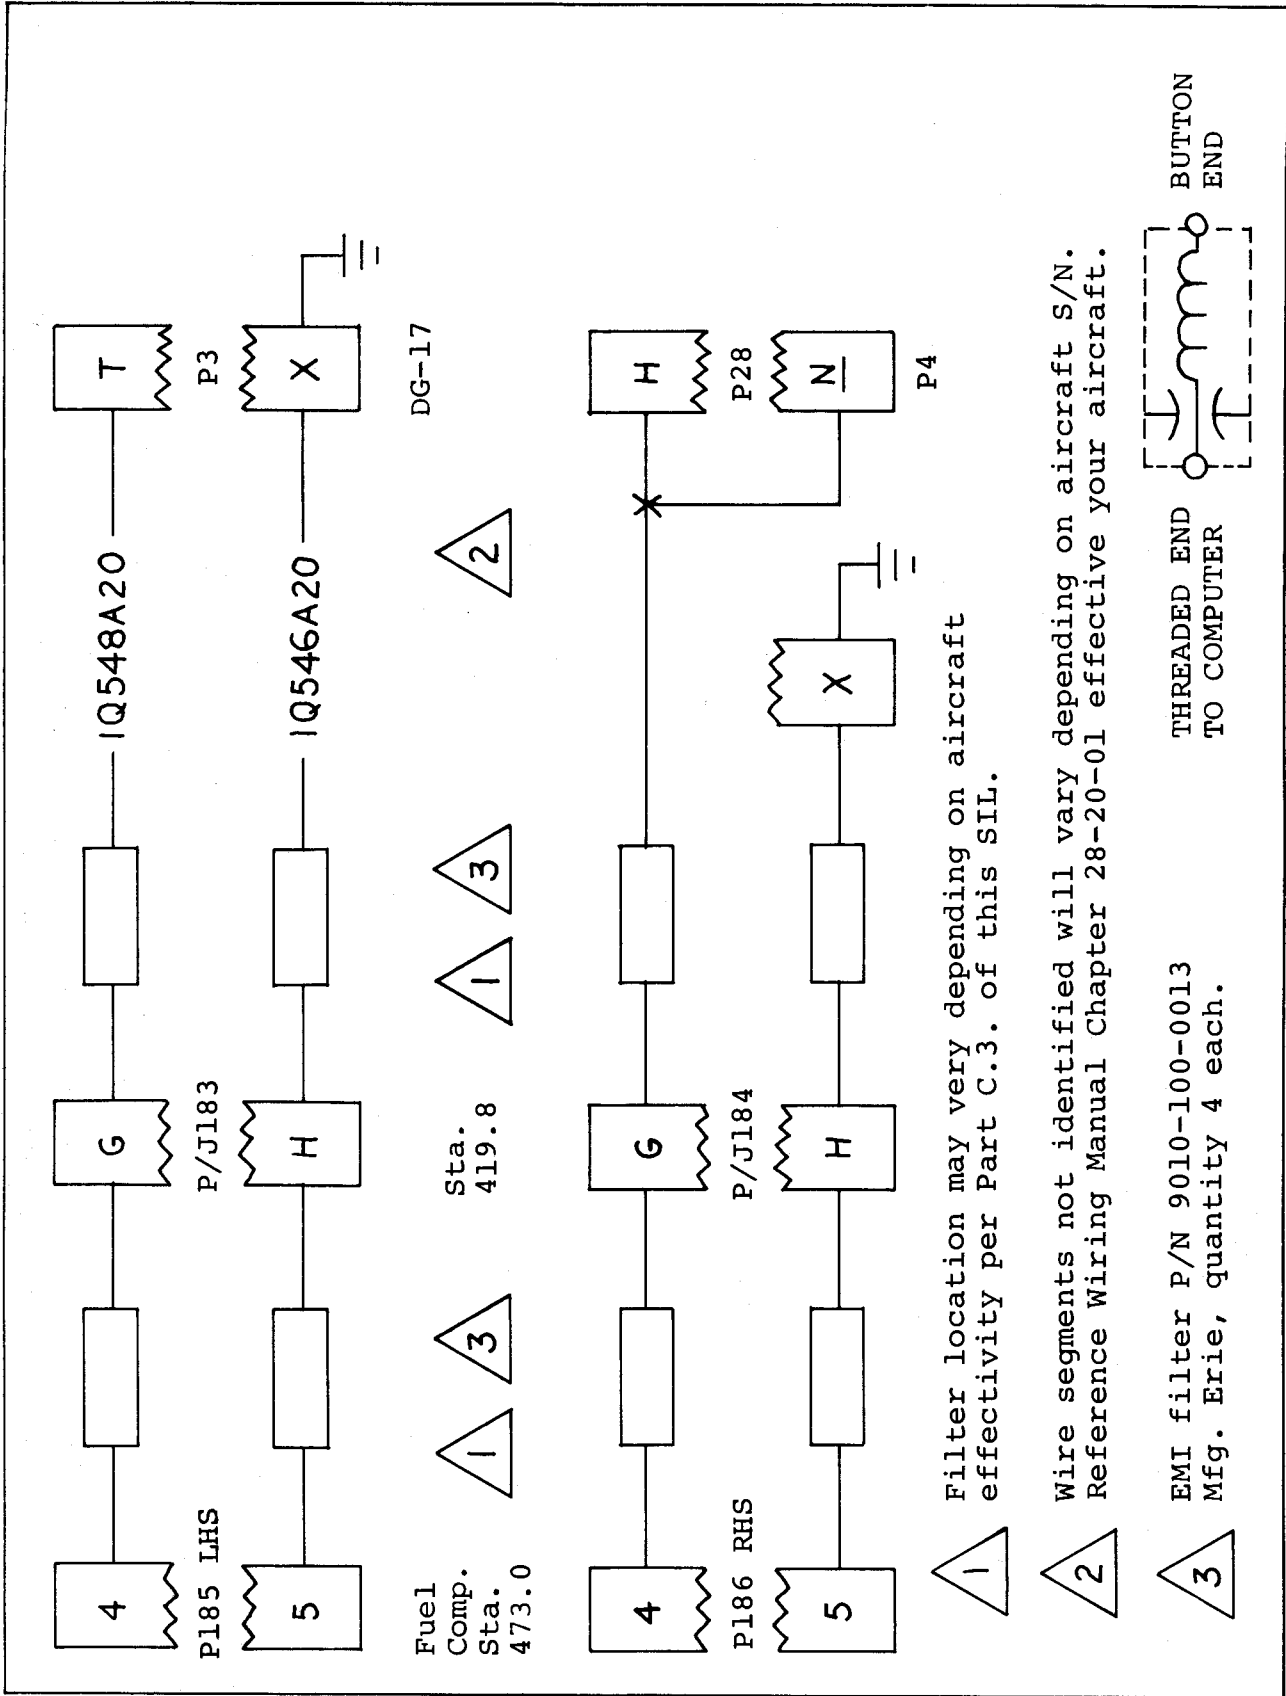 4
G
1Q548A20
T
P185 LHS
P/J183
P3
5
H
1Q546A20
X
DG-17
Fuel
Comp.
Sta.
473.0
1
3
Sta.
419.8
1
3
2
4
G
H
P186 RHS
P/J184
P28
5
H
X
N
P4
1
Filter location may very depending on aircraft
effectivity per Part C.3. of this SIL.
2
Wire segments not identified will vary depending on aircraft S/N.
Reference Wiring Manual Chapter 28-20-01 effective your aircraft.
3
EMI filter P/N 9010-100-0013
Mfg. Erie, quantity 4 each.
THREADED END
TO COMPUTER
BUTTON
END